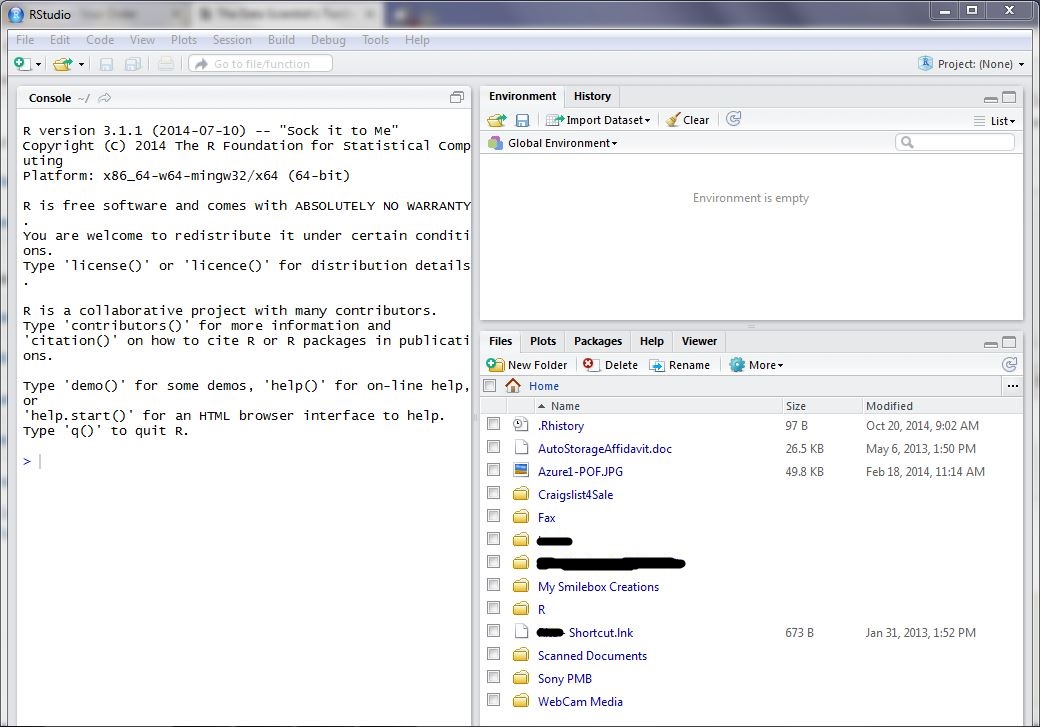 RStudio
File Edit Code View Plots Session Build Debug Tools Help
Go to file/function
Project: (None)
Console ~/
R version 3.1.1 (2014-07-10) -- "Sock it to Me"
Copyright (C) 2014 The R Foundation for Statistical Comp
uting
Platform: x86_64-w64-mingw32/x64 (64-bit)
R is free software and comes with ABSOLUTELY NO WARRANTY
.
You are welcome to redistribute it under certain conditi
ons.
Type 'license()' or 'licence()' for distribution details
.
R is a collaborative project with many contributors.
Type 'contributors()' for more information and
'citation()' on how to cite R or R packages in publicati
ons.
Type 'demo()' for some demos, 'help()' for on-line help,
or
'help.start()' for an HTML browser interface to help.
Type 'q()' to quit R.
>
Environment History
Import Dataset Clear List
Global Environment
Environment is empty
Files Plots Packages Help Viewer
New Folder Delete Rename More
Home ...
Name Size Modified
.Rhistory 97 B Oct 20, 2014, 9:02 AM
AutoStorageAffidavit.doc 26.5 KB May 6, 2013, 1:50 PM
Azure1-POF.JPG 49.8 KB Feb 18, 2014, 11:14 AM
Craigslist4Sale
Fax
My Smilebox Creations
R
Shortcut.lnk 673 B Jan 31, 2013, 1:52 PM
Scanned Documents
Sony PMB
WebCam Media